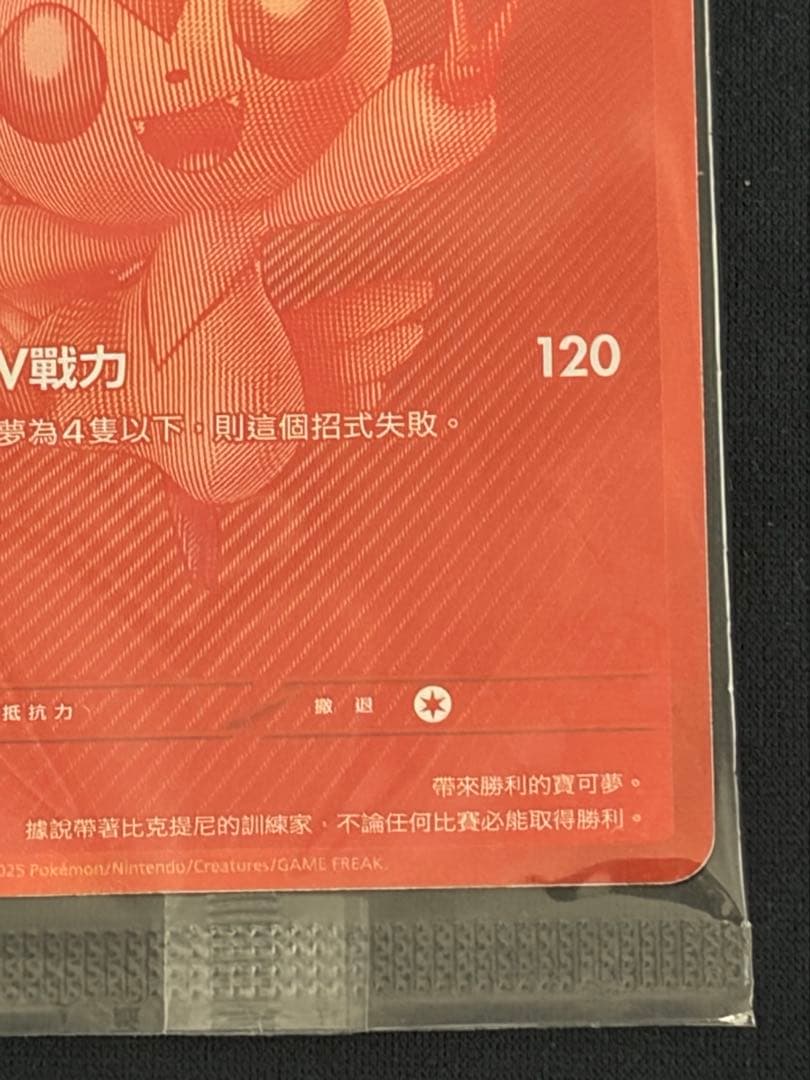 V戰力 120
夢為4隻以下,則這個招式失敗。
抵抗力 撤退
帶來勝利的寶可夢。
據說帶著比克提尼的訓練家,不論任何比賽必能取得勝利。
025 Pokémon/Nintendo/Creatures/GAME FREAK.